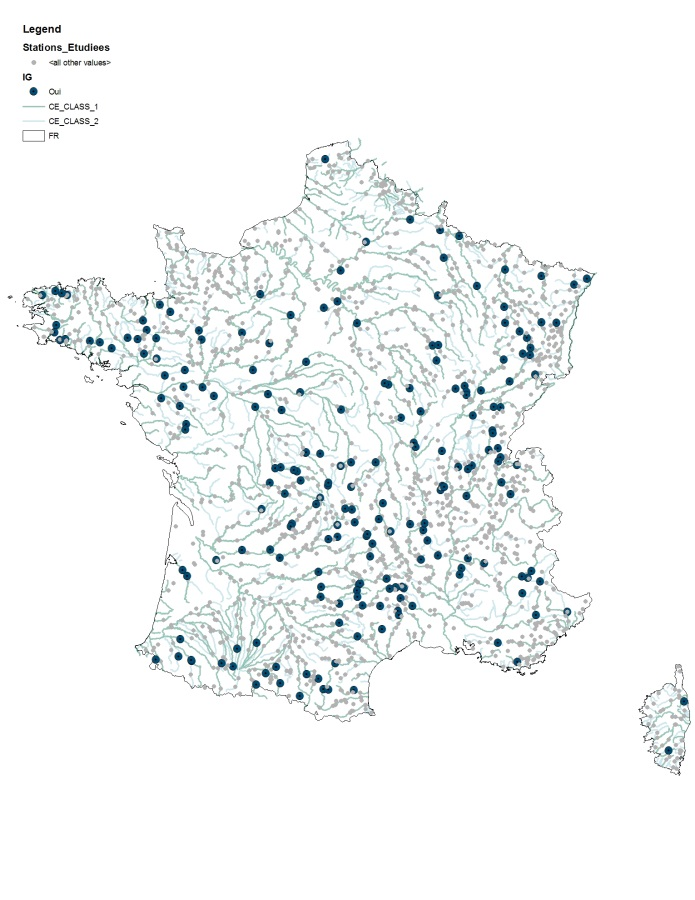 Legend
Stations_Etudiees
<all other values>
IG
Oui
CE_CLASS_1
CE_CLASS_2
FR